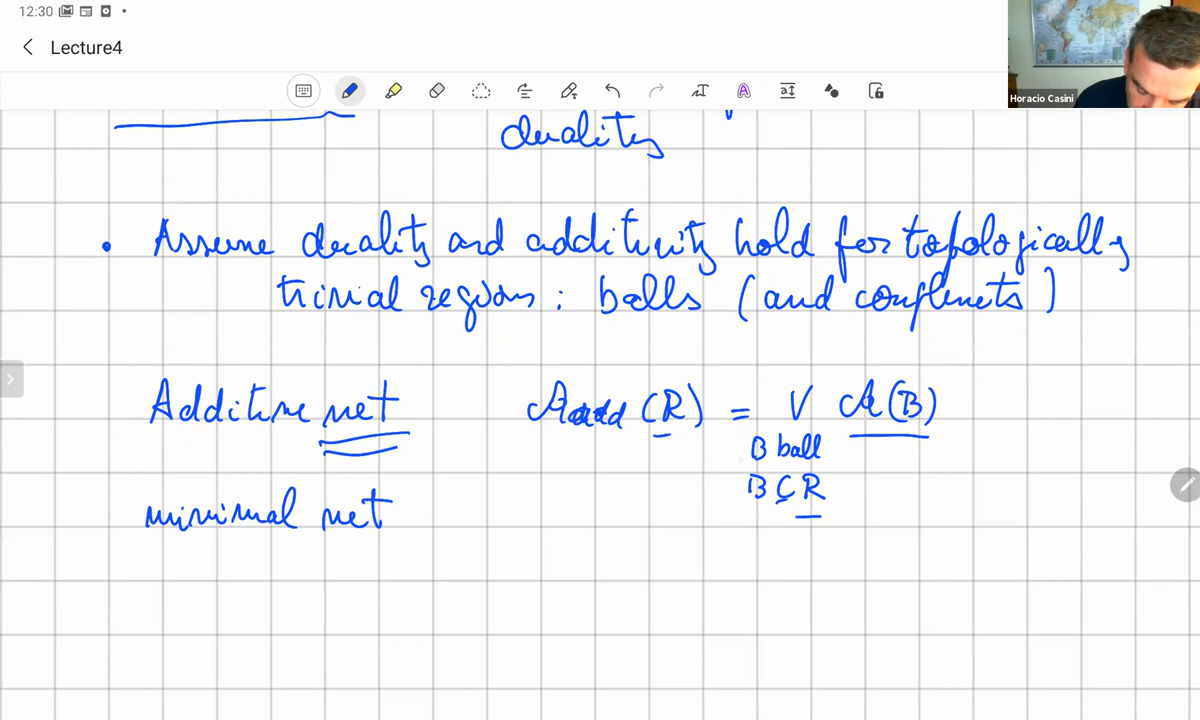 12:30
Lecture4
Horacio Casini
duality
• Assume duality and additivity hold for topologically
trivial regions : balls (and complements)
Additive net A add (R) = V A(B)
B ball
B ⊆ R
minimal net